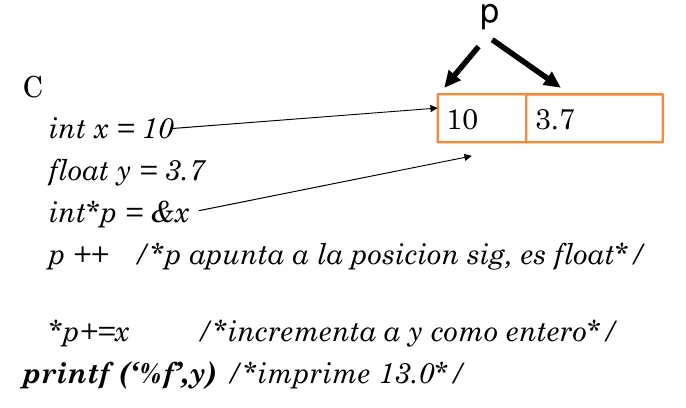 p
C
int x = 10
10 3.7
float y = 3.7
int*p = &x
p ++ /*p apunta a la posicion sig, es float*/
*p+=x /*incrementa a y como entero*/
printf (‘%f’,y) /*imprime 13.0*/